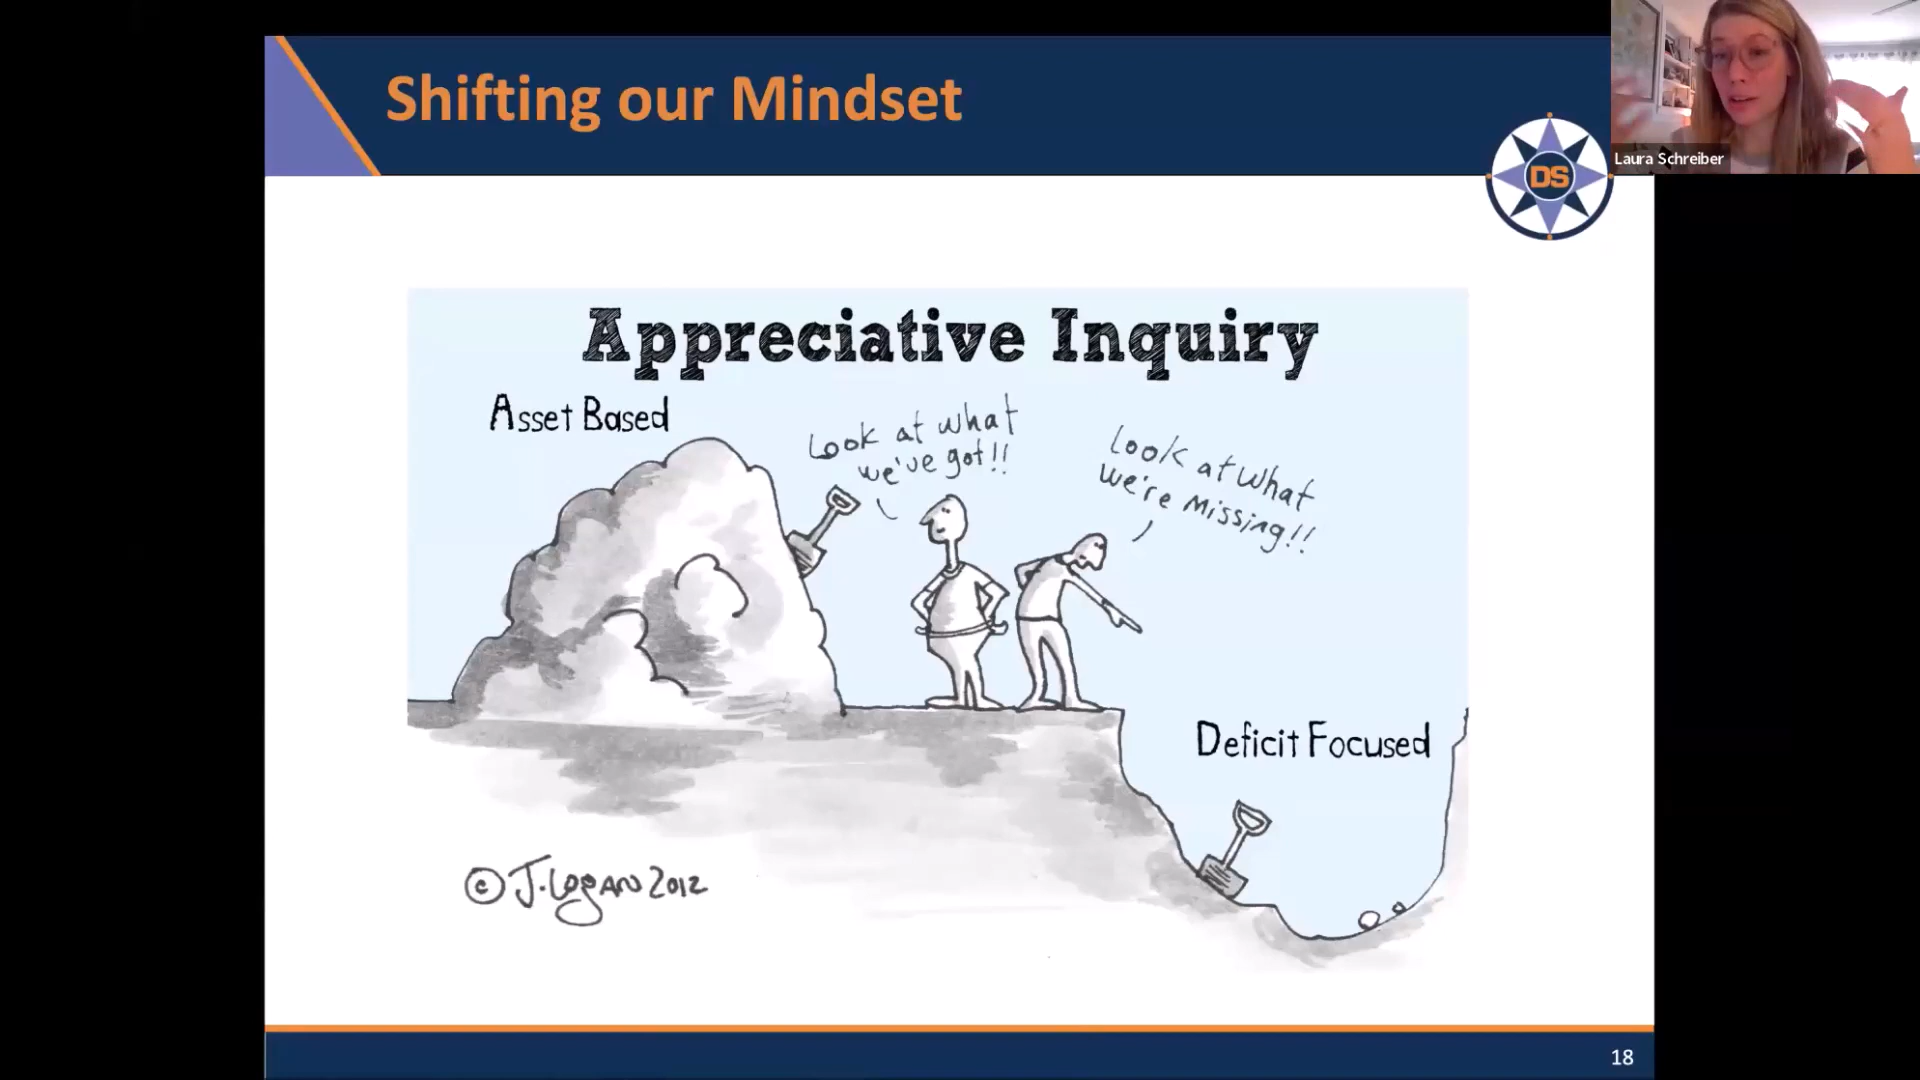 Shifting our Mindset
Laura Schreiber
DS
Appreciative Inquiry
Asset Based
Look at what
we've got!!
Look at what
we're Missing!!
Deficit Focused
© J. Logan 2012
18